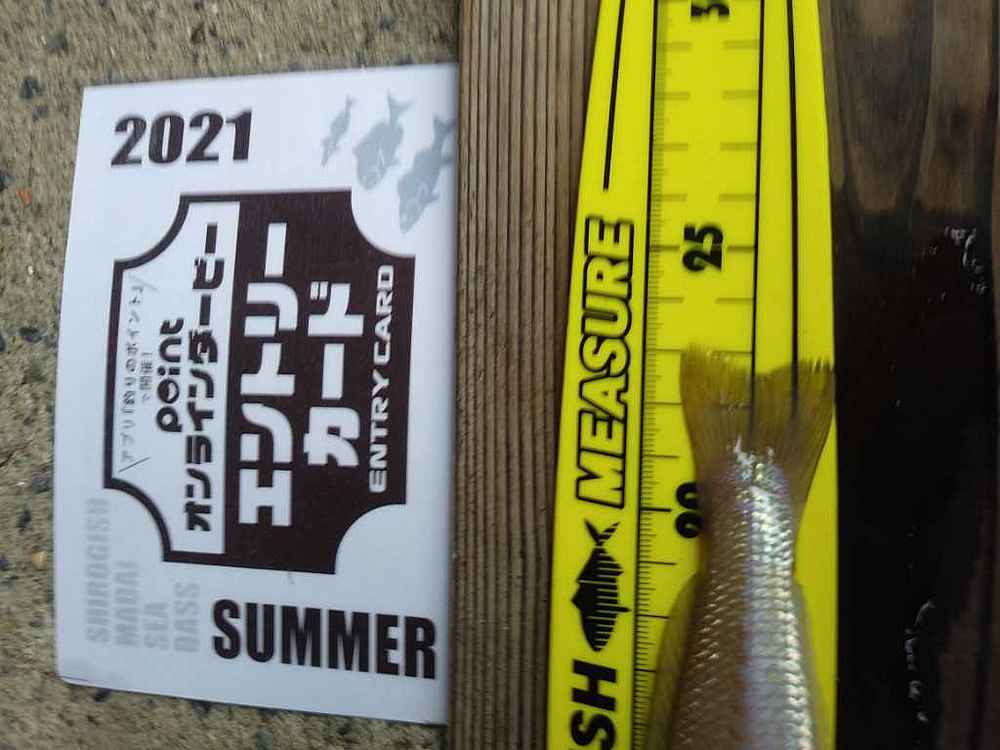 2021
\アプリ「釣りのポイント」/
で開催!
point
オンラインダービー
エントリー
カード
ENTRY CARD
SHIROGISU
MADAI
SEA
BASS
SUMMER
MEASURE
25
20